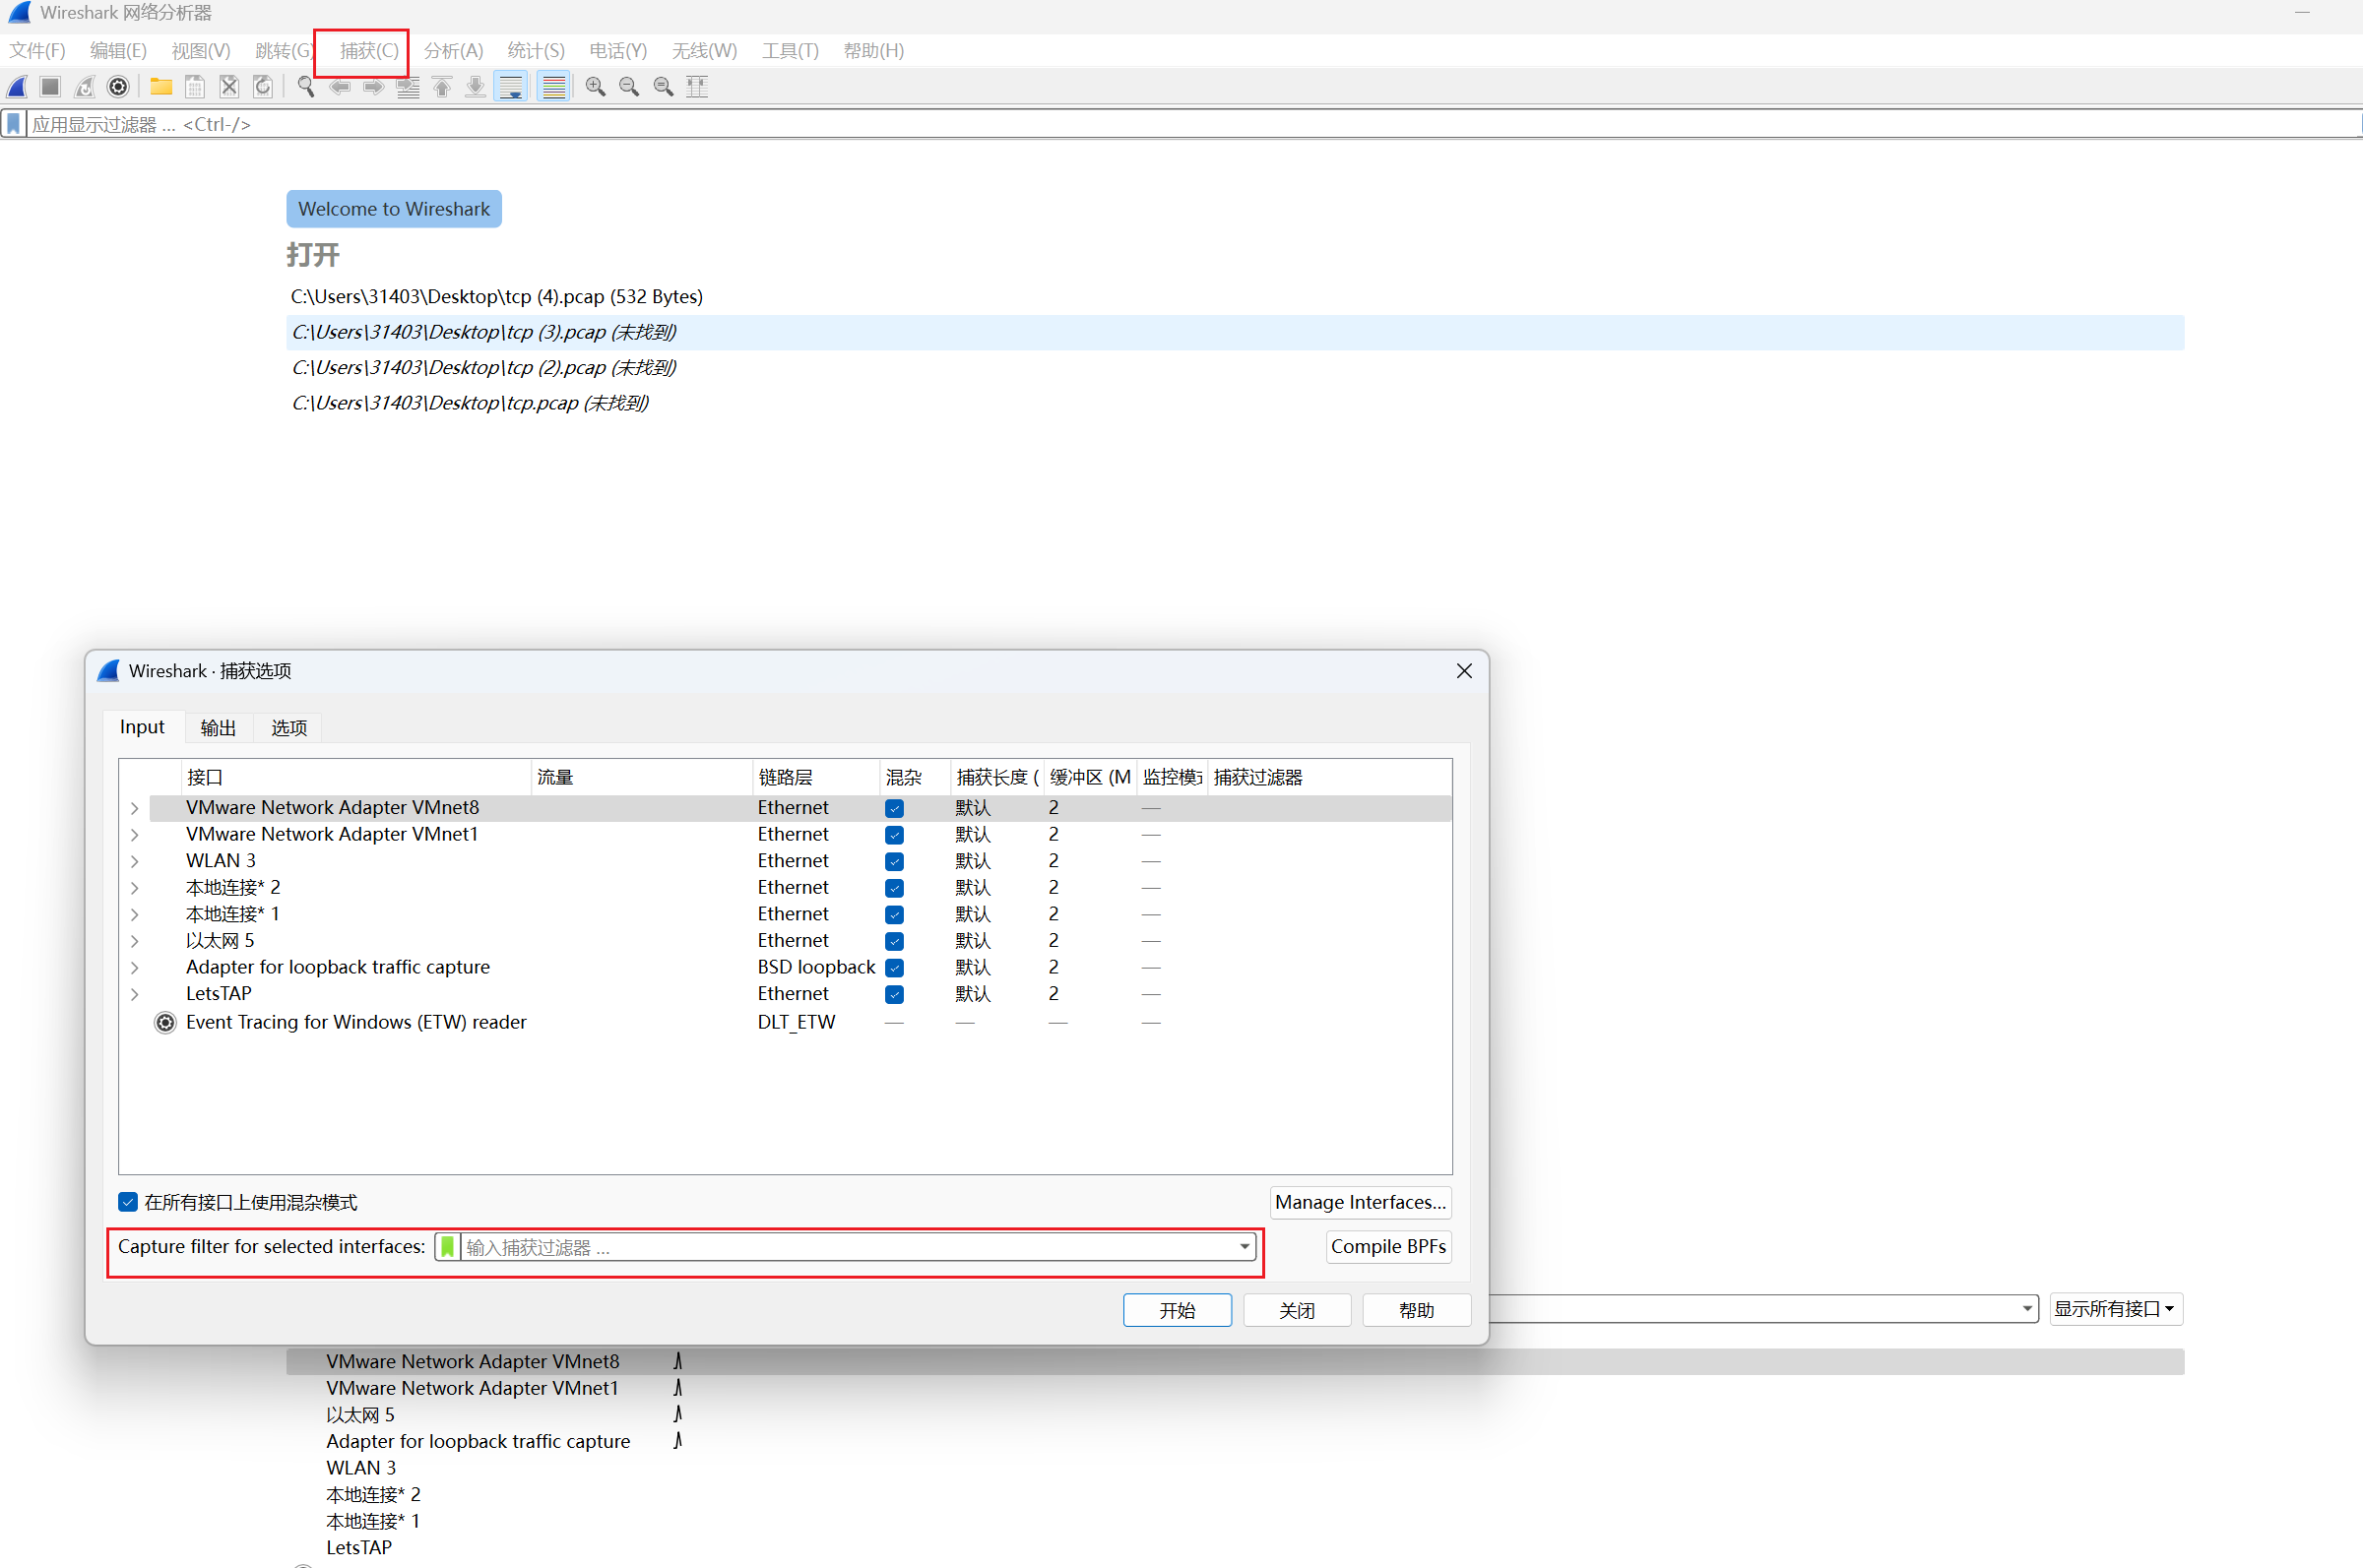 Wireshark 网络分析器
文件(F) 编辑(E) 视图(V) 跳转(G) 捕获(C) 分析(A) 统计(S) 电话(Y) 无线(W) 工具(T) 帮助(H)
应用显示过滤器 … <Ctrl-/>
Welcome to Wireshark
打开
C:\Users\31403\Desktop\tcp (4).pcap (532 Bytes)
C:\Users\31403\Desktop\tcp (3).pcap (未找到)
C:\Users\31403\Desktop\tcp (2).pcap (未找到)
C:\Users\31403\Desktop\tcp.pcap (未找到)
Wireshark · 捕获选项
Input 输出 选项
接口 流量 链路层 混杂 捕获长度 ( 缓冲区 (M 监控模式 捕获过滤器
VMware Network Adapter VMnet8 Ethernet 默认 2 —
VMware Network Adapter VMnet1 Ethernet 默认 2 —
WLAN 3 Ethernet 默认 2 —
本地连接* 2 Ethernet 默认 2 —
本地连接* 1 Ethernet 默认 2 —
以太网 5 Ethernet 默认 2 —
Adapter for loopback traffic capture BSD loopback 默认 2 —
LetsTAP Ethernet 默认 2 —
Event Tracing for Windows (ETW) reader DLT_ETW — — — —
在所有接口上使用混杂模式 Manage Interfaces...
Capture filter for selected interfaces: 输入捕获过滤器 … Compile BPFs
开始 关闭 帮助
显示所有接口
VMware Network Adapter VMnet8
VMware Network Adapter VMnet1
以太网 5
Adapter for loopback traffic capture
WLAN 3
本地连接* 2
本地连接* 1
LetsTAP